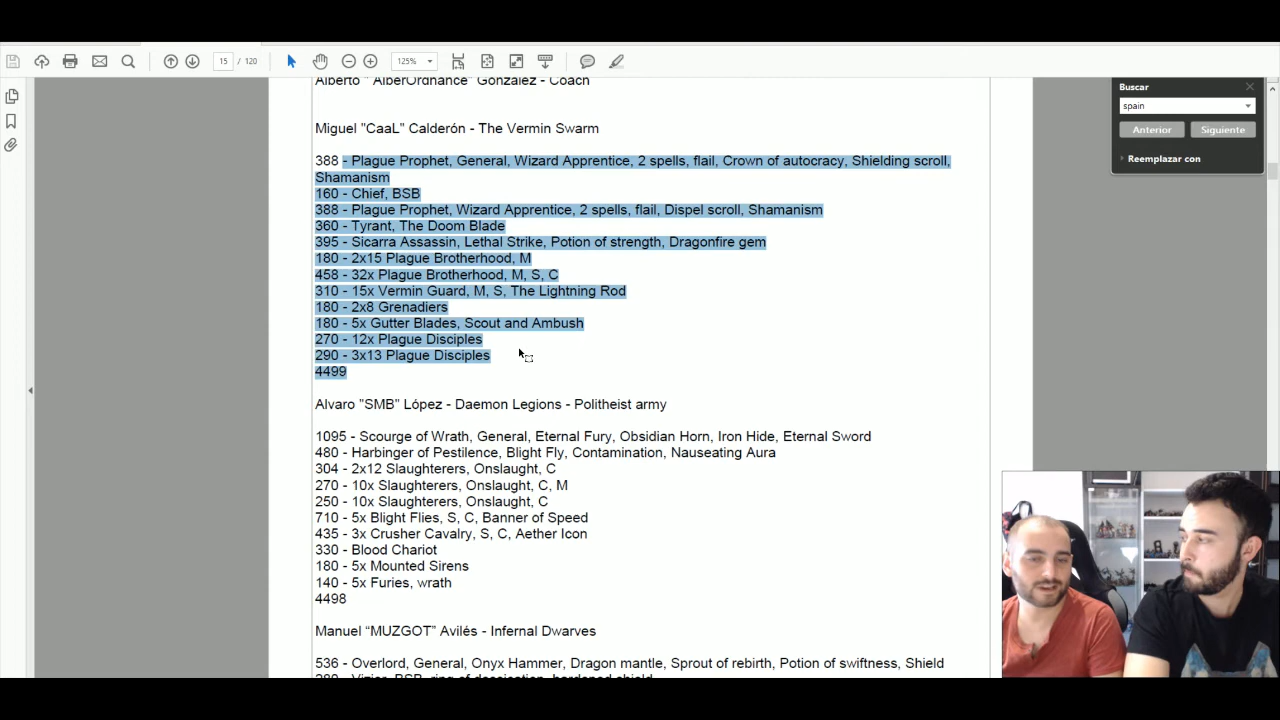 15 / 120
125%
Alberto " AlberOrdnance" González - Coach
Buscar
spain
Anterior
Siguiente
Reemplazar con
Miguel "CaaL" Calderón - The Vermin Swarm
388 - Plague Prophet, General, Wizard Apprentice, 2 spells, flail, Crown of autocracy, Shielding scroll,
Shamanism
160 - Chief, BSB
388 - Plague Prophet, Wizard Apprentice, 2 spells, flail, Dispel scroll, Shamanism
360 - Tyrant, The Doom Blade
395 - Sicarra Assassin, Lethal Strike, Potion of strength, Dragonfire gem
180 - 2x15 Plague Brotherhood, M
458 - 32x Plague Brotherhood, M, S, C
310 - 15x Vermin Guard, M, S, The Lightning Rod
180 - 2x8 Grenadiers
180 - 5x Gutter Blades, Scout and Ambush
270 - 12x Plague Disciples
290 - 3x13 Plague Disciples
4499
Alvaro "SMB" López - Daemon Legions - Politheist army
1095 - Scourge of Wrath, General, Eternal Fury, Obsidian Horn, Iron Hide, Eternal Sword
480 - Harbinger of Pestilence, Blight Fly, Contamination, Nauseating Aura
304 - 2x12 Slaughterers, Onslaught, C
270 - 10x Slaughterers, Onslaught, C, M
250 - 10x Slaughterers, Onslaught, C
710 - 5x Blight Flies, S, C, Banner of Speed
435 - 3x Crusher Cavalry, S, C, Aether Icon
330 - Blood Chariot
180 - 5x Mounted Sirens
140 - 5x Furies, wrath
4498
Manuel “MUZGOT” Avilés - Infernal Dwarves
536 - Overlord, General, Onyx Hammer, Dragon mantle, Sprout of rebirth, Potion of swiftness, Shield
Vizier, BSB, ring of desiccation, hardened shield